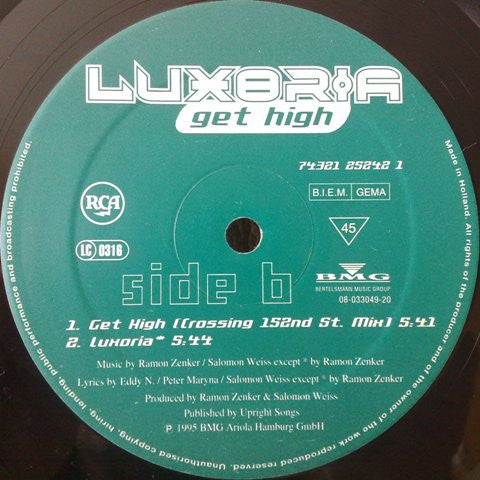 LUXORIA
get high
74321 25242 1
RCA
B.I.E.M. GEMA
LC 0316
45
side b
BMG
BERTELSMANN MUSIC GROUP
08-033049-20
1. Get High (Crossing 152nd St. Mix) 5:41
2. Luxoria* 5:44
Music by Ramon Zenker / Salomon Weiss except * by Ramon Zenker
Lyrics by Eddy N. / Peter Maryna / Salomon Weiss except * by Ramon Zenker
Produced by Ramon Zenker & Salomon Weiss
Published by Upright Songs
℗ 1995 BMG Ariola Hamburg GmbH
Made in Holland. All rights of the producer and of the owner of the work reproduced reserved. Unauthorised copying, hiring, lending, public performance and broadcasting prohibited.